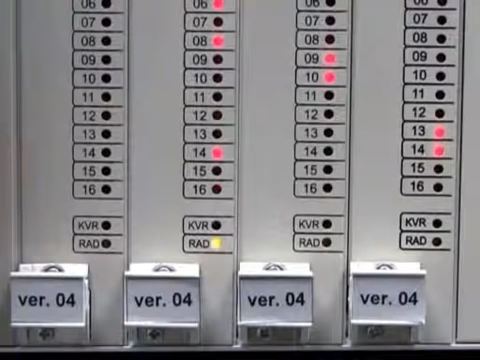 06 06 06 06
07 07 07 07
08 08 08 08
09 09 09 09
10 10 10 10
11 11 11 11
12 12 12 12
13 13 13 13
14 14 14 14
15 15 15 15
16 16 16 16
KVR KVR KVR KVR
RAD RAD RAD RAD
ver. 04 ver. 04 ver. 04 ver. 04